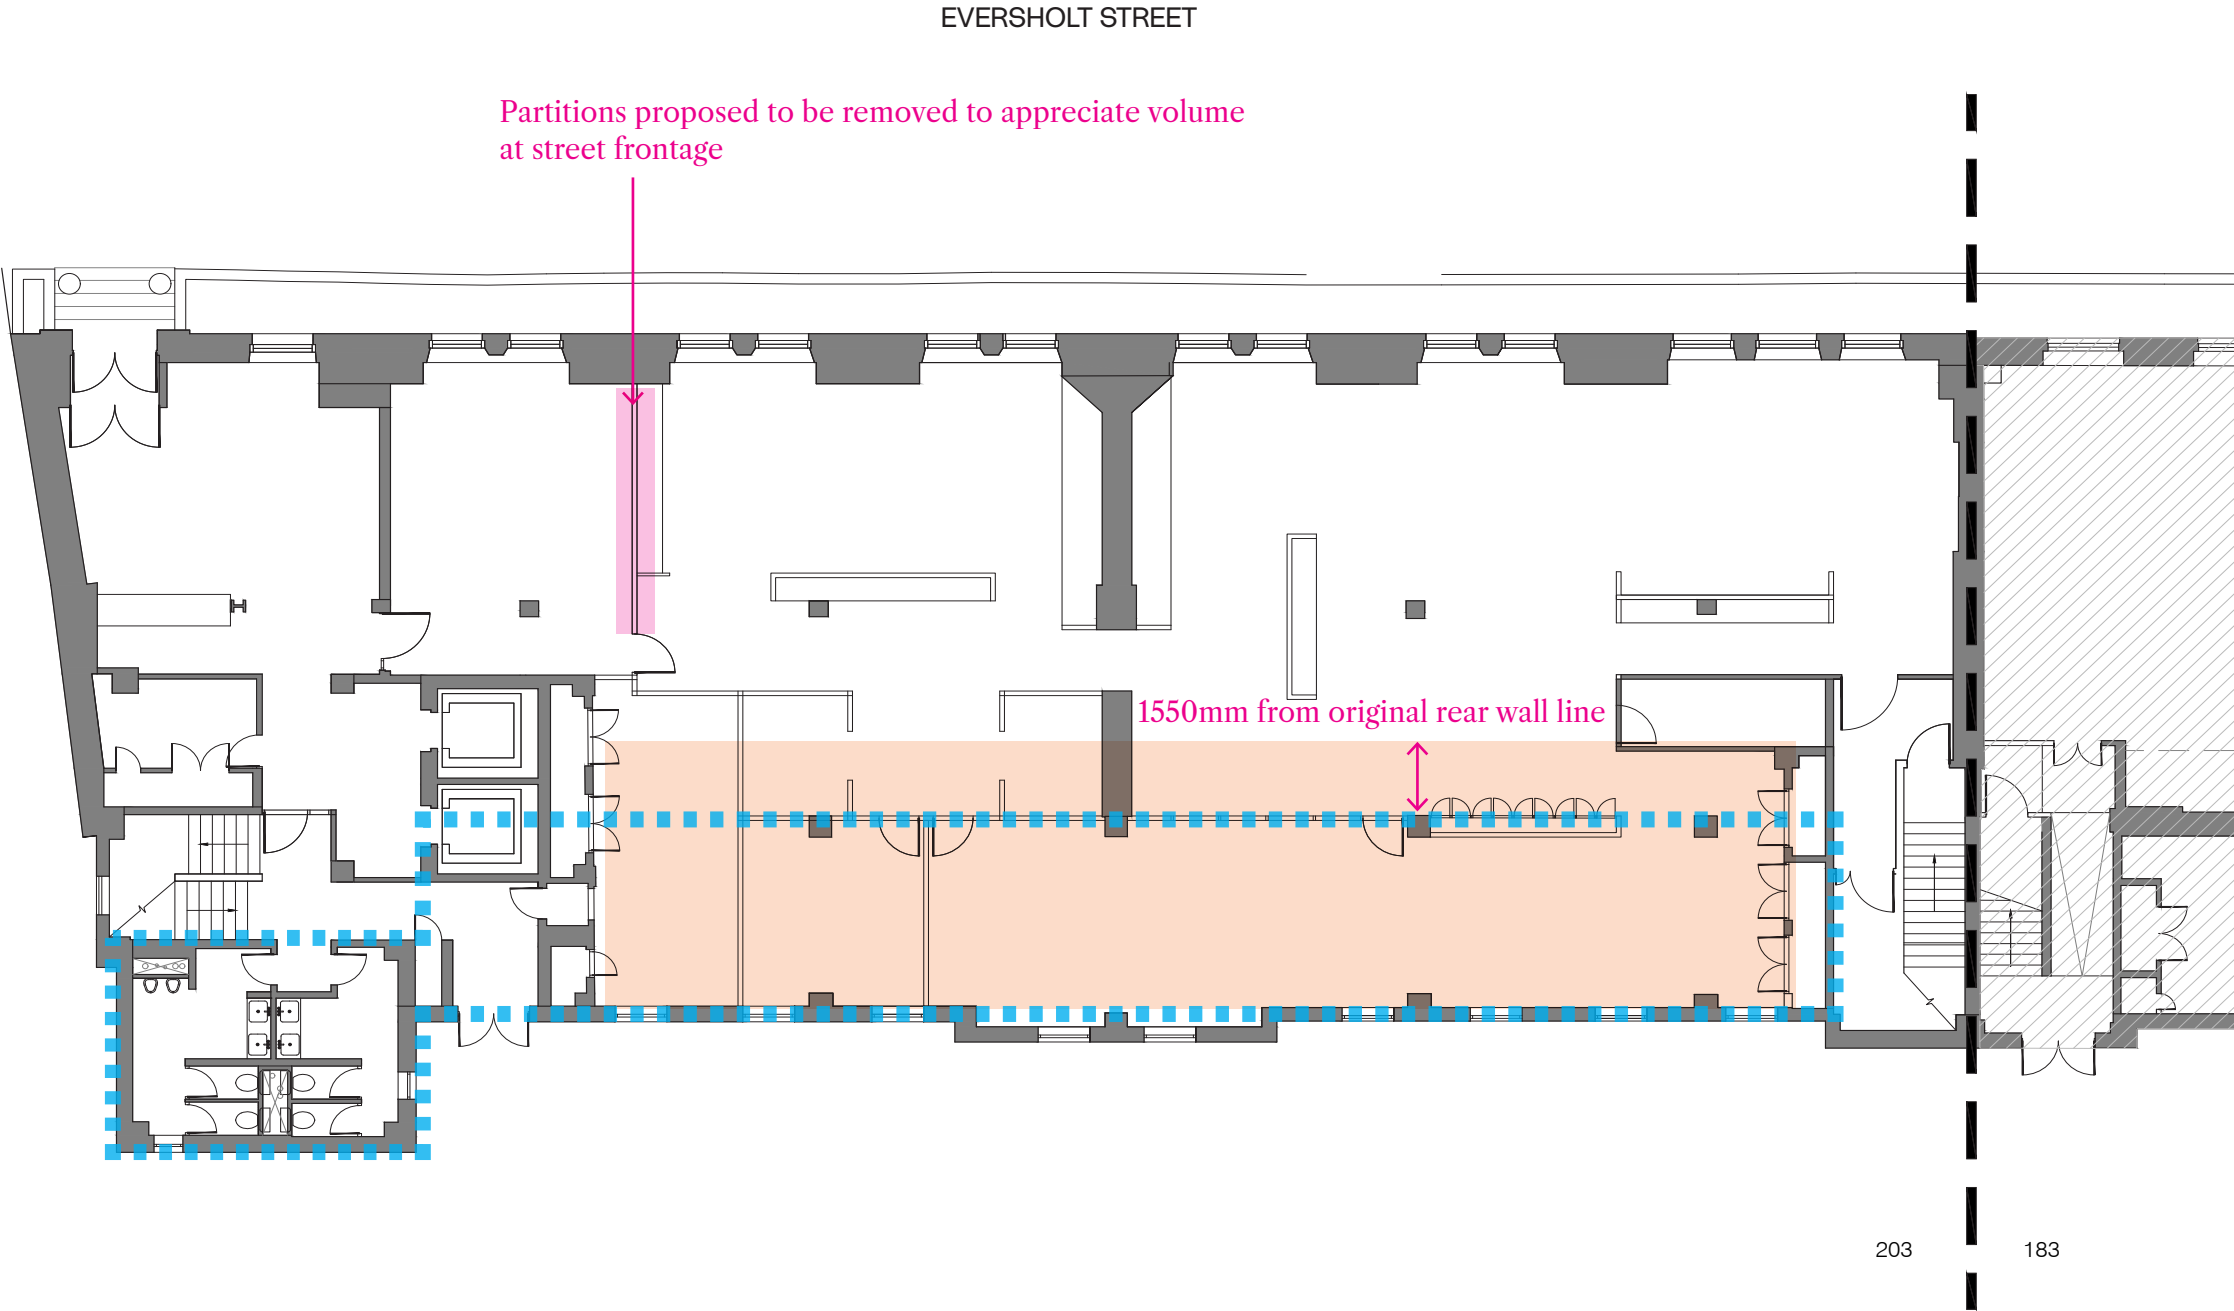 EVERSHOLT STREET
Partitions proposed to be removed to appreciate volume
at street frontage
1550mm from original rear wall line
203
183